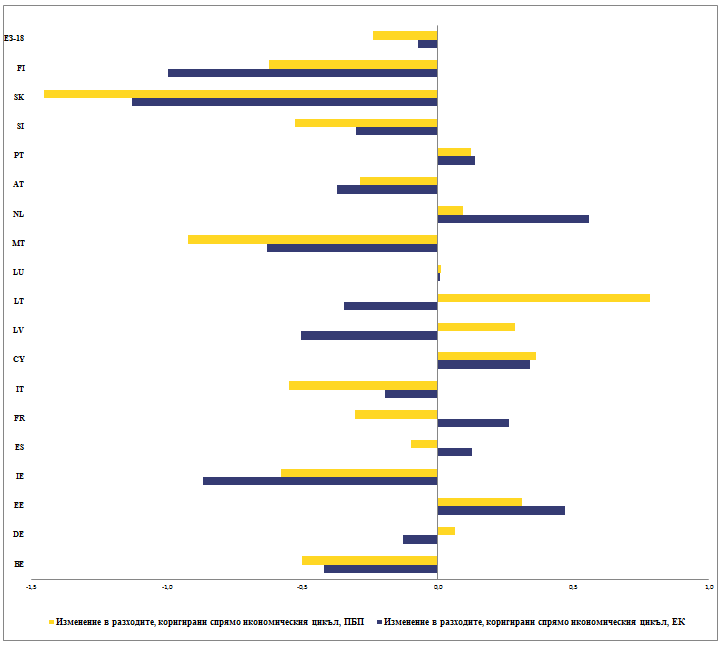 ЕЗ-18
FI
SK
SI
PT
AT
NL
MT
LU
LT
LV
CY
IT
FR
ES
IE
EE
DE
BE
-1,5 -1,0 -0,5 0,0 0,5 1,0
Изменение в разходите, коригирани спрямо икономическия цикъл, ПБП Изменение в разходите, коригирани спрямо икономическия цикъл, ЕК